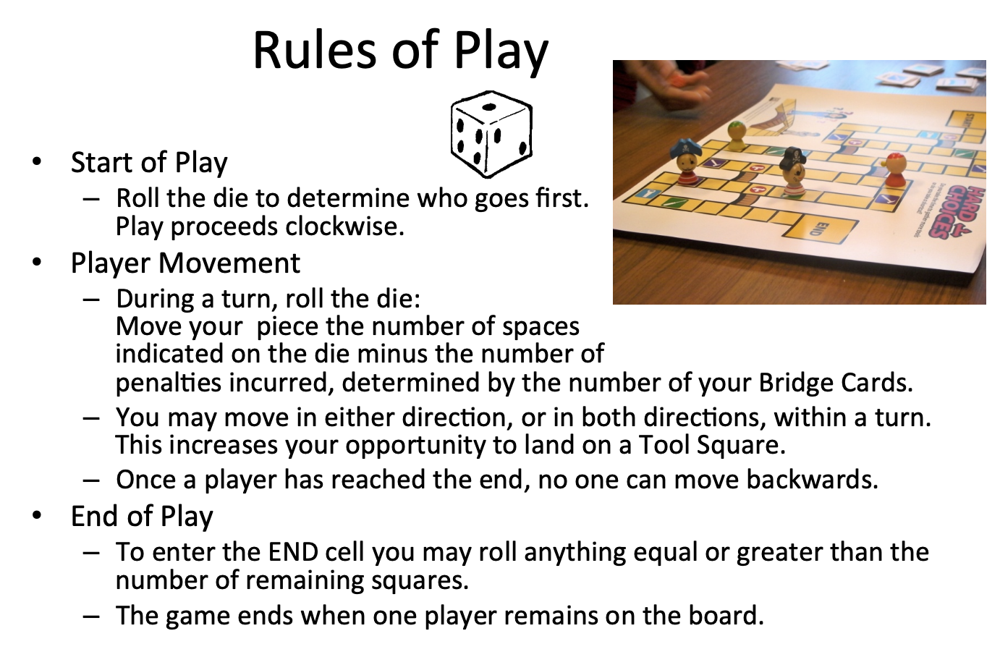 Rules of Play
• Start of Play
– Roll the die to determine who goes first.
Play proceeds clockwise.
• Player Movement
– During a turn, roll the die:
Move your  piece the number of spaces
indicated on the die minus the number of
penalties incurred, determined by the number of your Bridge Cards.
– You may move in either direction, or in both directions, within a turn.
This increases your opportunity to land on a Tool Square.
– Once a player has reached the end, no one can move backwards.
• End of Play
– To enter the END cell you may roll anything equal or greater than the
number of remaining squares.
– The game ends when one player remains on the board.
START
HARD
CHOICES
END